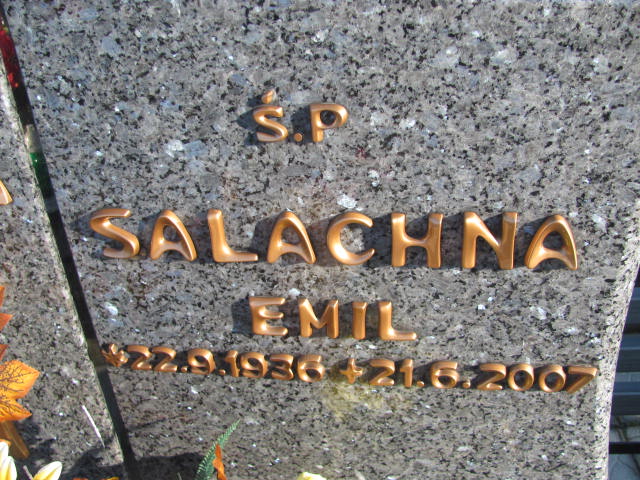 Ś.P
SALACHNA
EMIL
*22.9.1936 +21.6.2007